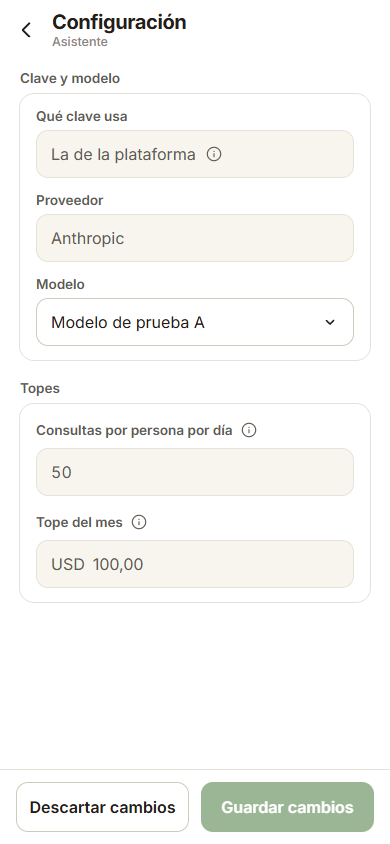 Configuración
Asistente
Clave y modelo
Qué clave usa
La de la plataforma
Proveedor
Anthropic
Modelo
Modelo de prueba A
Topes
Consultas por persona por día
50
Tope del mes
USD 100,00
Descartar cambios
Guardar cambios